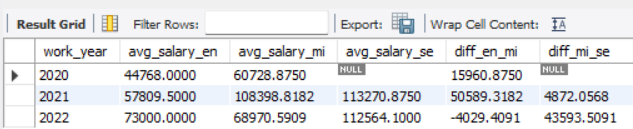 Result Grid Filter Rows: Export: Wrap Cell Content: IA
work_year avg_salary_en avg_salary_mi avg_salary_se diff_en_mi diff_mi_se
2020 44768.0000 60728.8750 NULL 15960.8750 NULL
2021 57809.5000 108398.8182 113270.8750 50589.3182 4872.0568
2022 73000.0000 68970.5909 112564.1000 -4029.4091 43593.5091